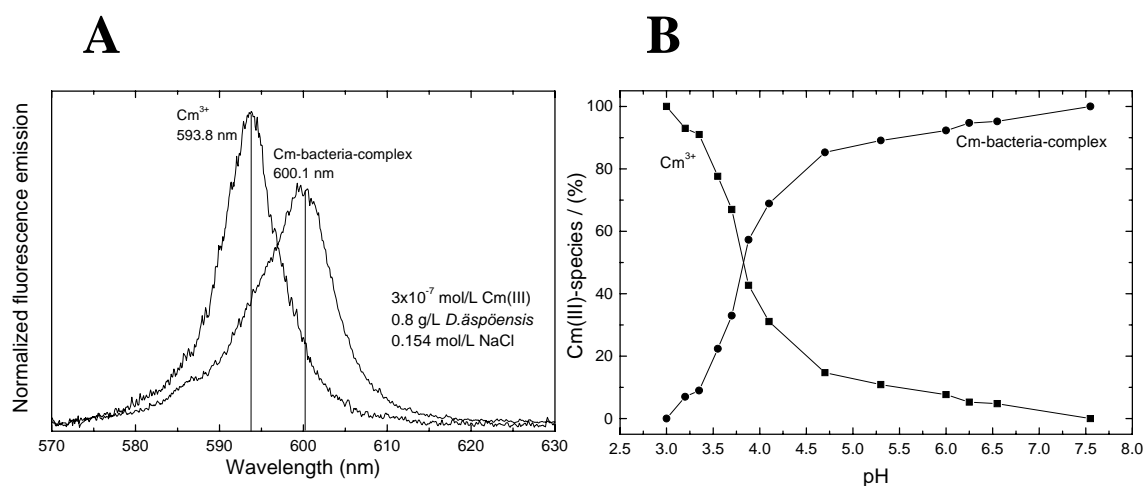 A
Normalized fluorescence emission
Cm³⁺
593.8 nm
Cm-bacteria-complex
600.1 nm
3x10⁻⁷ mol/L Cm(III)
0.8 g/L D.äspöensis
0.154 mol/L NaCl
570 580 590 600 610 620 630
Wavelength (nm)
B
Cm(III)-species / (%)
100
80
60
40
20
0
Cm³⁺
Cm-bacteria-complex
2.5 3.0 3.5 4.0 4.5 5.0 5.5 6.0 6.5 7.0 7.5 8.0
pH